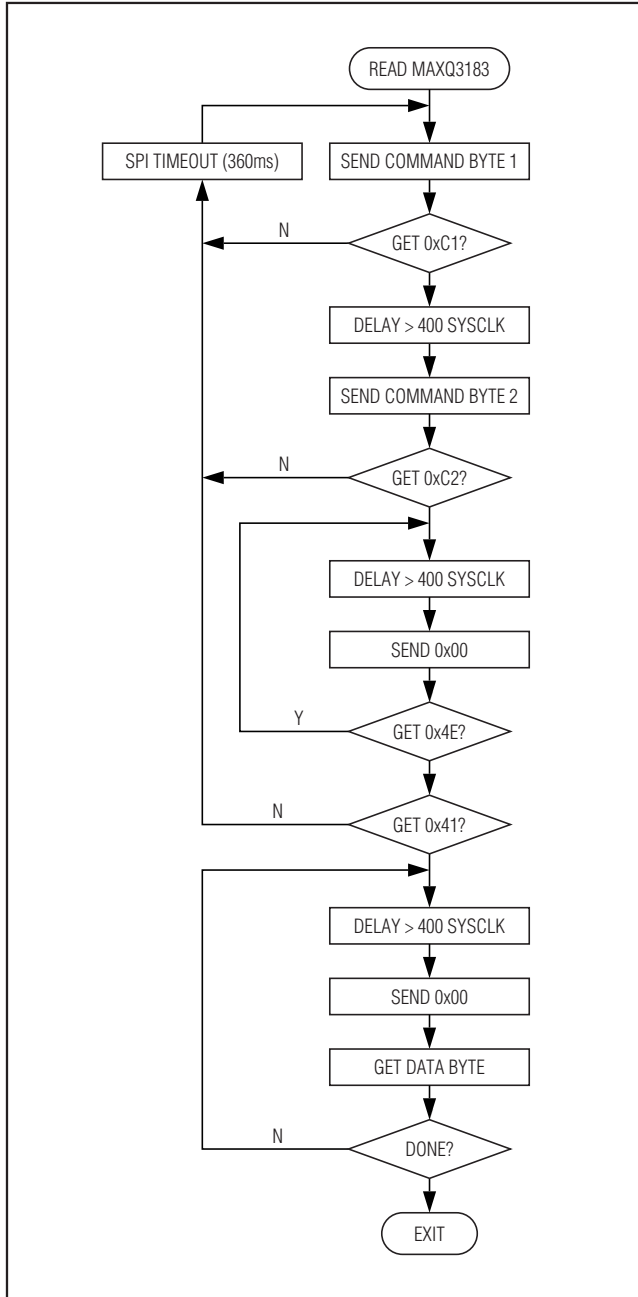 READ MAXQ3183
SPI TIMEOUT (360ms)
SEND COMMAND BYTE 1
N
GET 0xC1?
DELAY > 400 SYSCLK
SEND COMMAND BYTE 2
N
GET 0xC2?
DELAY > 400 SYSCLK
SEND 0x00
Y
GET 0x4E?
N
GET 0x41?
DELAY > 400 SYSCLK
SEND 0x00
GET DATA BYTE
N
DONE?
EXIT